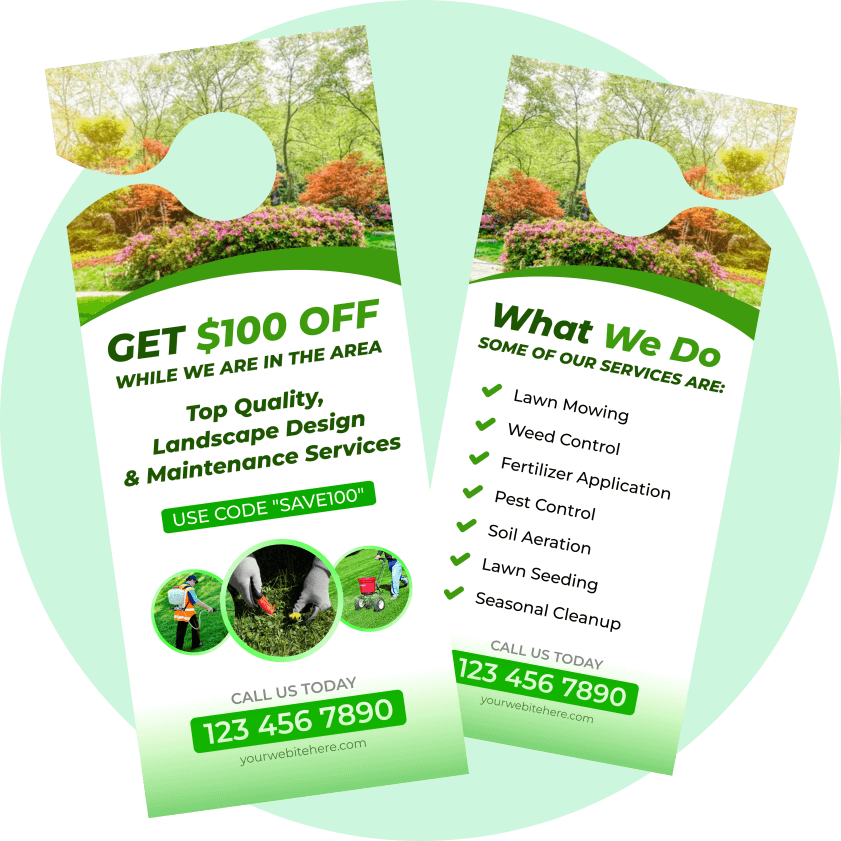 GET $100 OFF
WHILE WE ARE IN THE AREA
Top Quality,
Landscape Design
& Maintenance Services
USE CODE "SAVE100"
CALL US TODAY
123 456 7890
yourwebitehere.com
What We Do
SOME OF OUR SERVICES ARE:
Lawn Mowing
Weed Control
Fertilizer Application
Pest Control
Soil Aeration
Lawn Seeding
Seasonal Cleanup
CALL US TODAY
123 456 7890
yourwebitehere.com